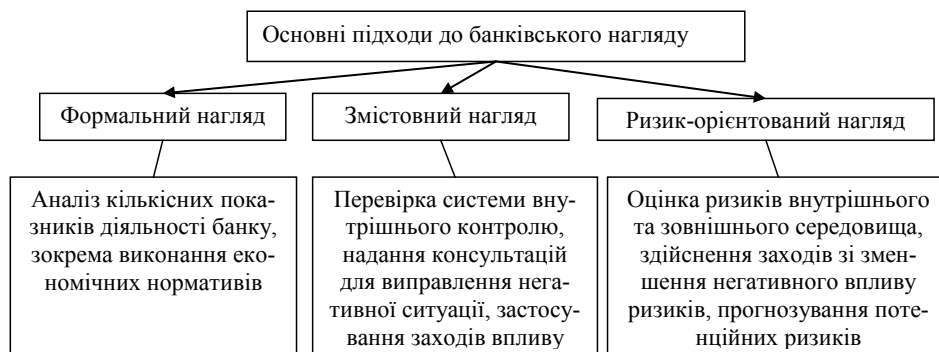 Основні підходи до банківського нагляду
Формальний нагляд
Змістовний нагляд
Ризик-орієнтований нагляд
Аналіз кількісних пока-
зників діяльності банку,
зокрема виконання еко-
номічних нормативів
Перевірка системи вну-
трішнього контролю,
надання консультацій
для виправлення нега-
тивної ситуації, застосу-
вання заходів впливу
Оцінка ризиків внутрішнього
та зовнішнього середовища,
здійснення заходів зі змен-
шення негативного впливу
ризиків, прогнозування поте-
нційних ризиків